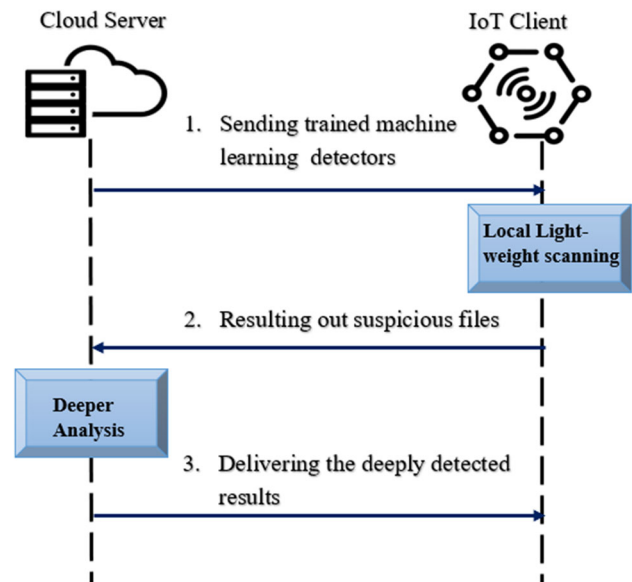 Cloud Server
IoT Client
1. Sending trained machine
learning detectors
Local Light-
weight scanning
2. Resulting out suspicious files
Deeper
Analysis
3. Delivering the deeply detected
results